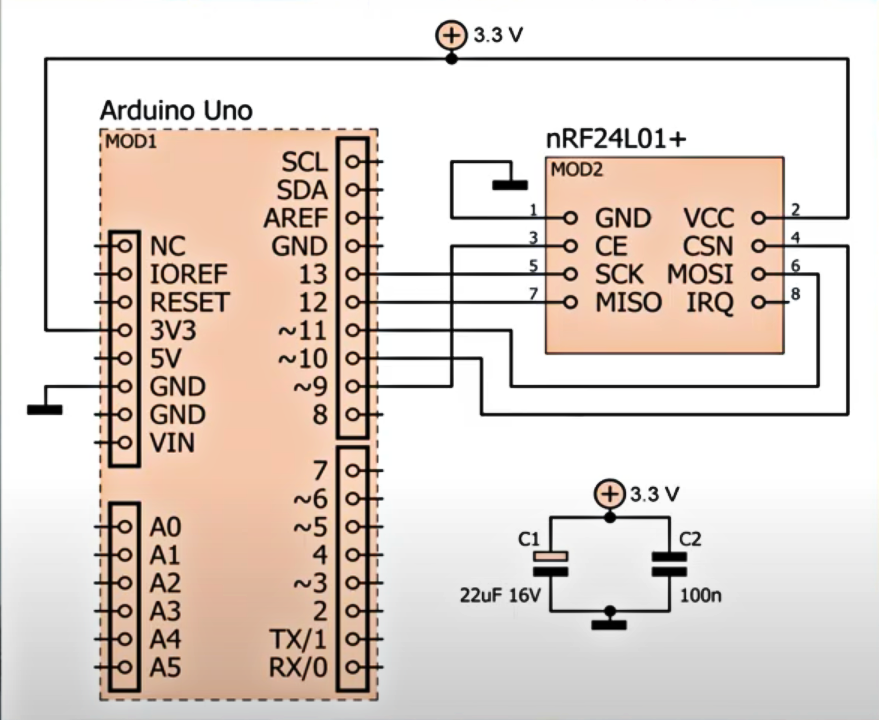 3.3 V
Arduino Uno
MOD1
SCL
SDA
AREF
GND
13
12
~11
~10
~9
8
7
~6
~5
4
~3
2
TX/1
RX/0
NC
IOREF
RESET
3V3
5V
GND
GND
VIN
A0
A1
A2
A3
A4
A5
nRF24L01+
MOD2
1 GND VCC 2
3 CE CSN 4
5 SCK MOSI 6
7 MISO IRQ 8
3.3 V
C1 C2
22uF 16V 100n